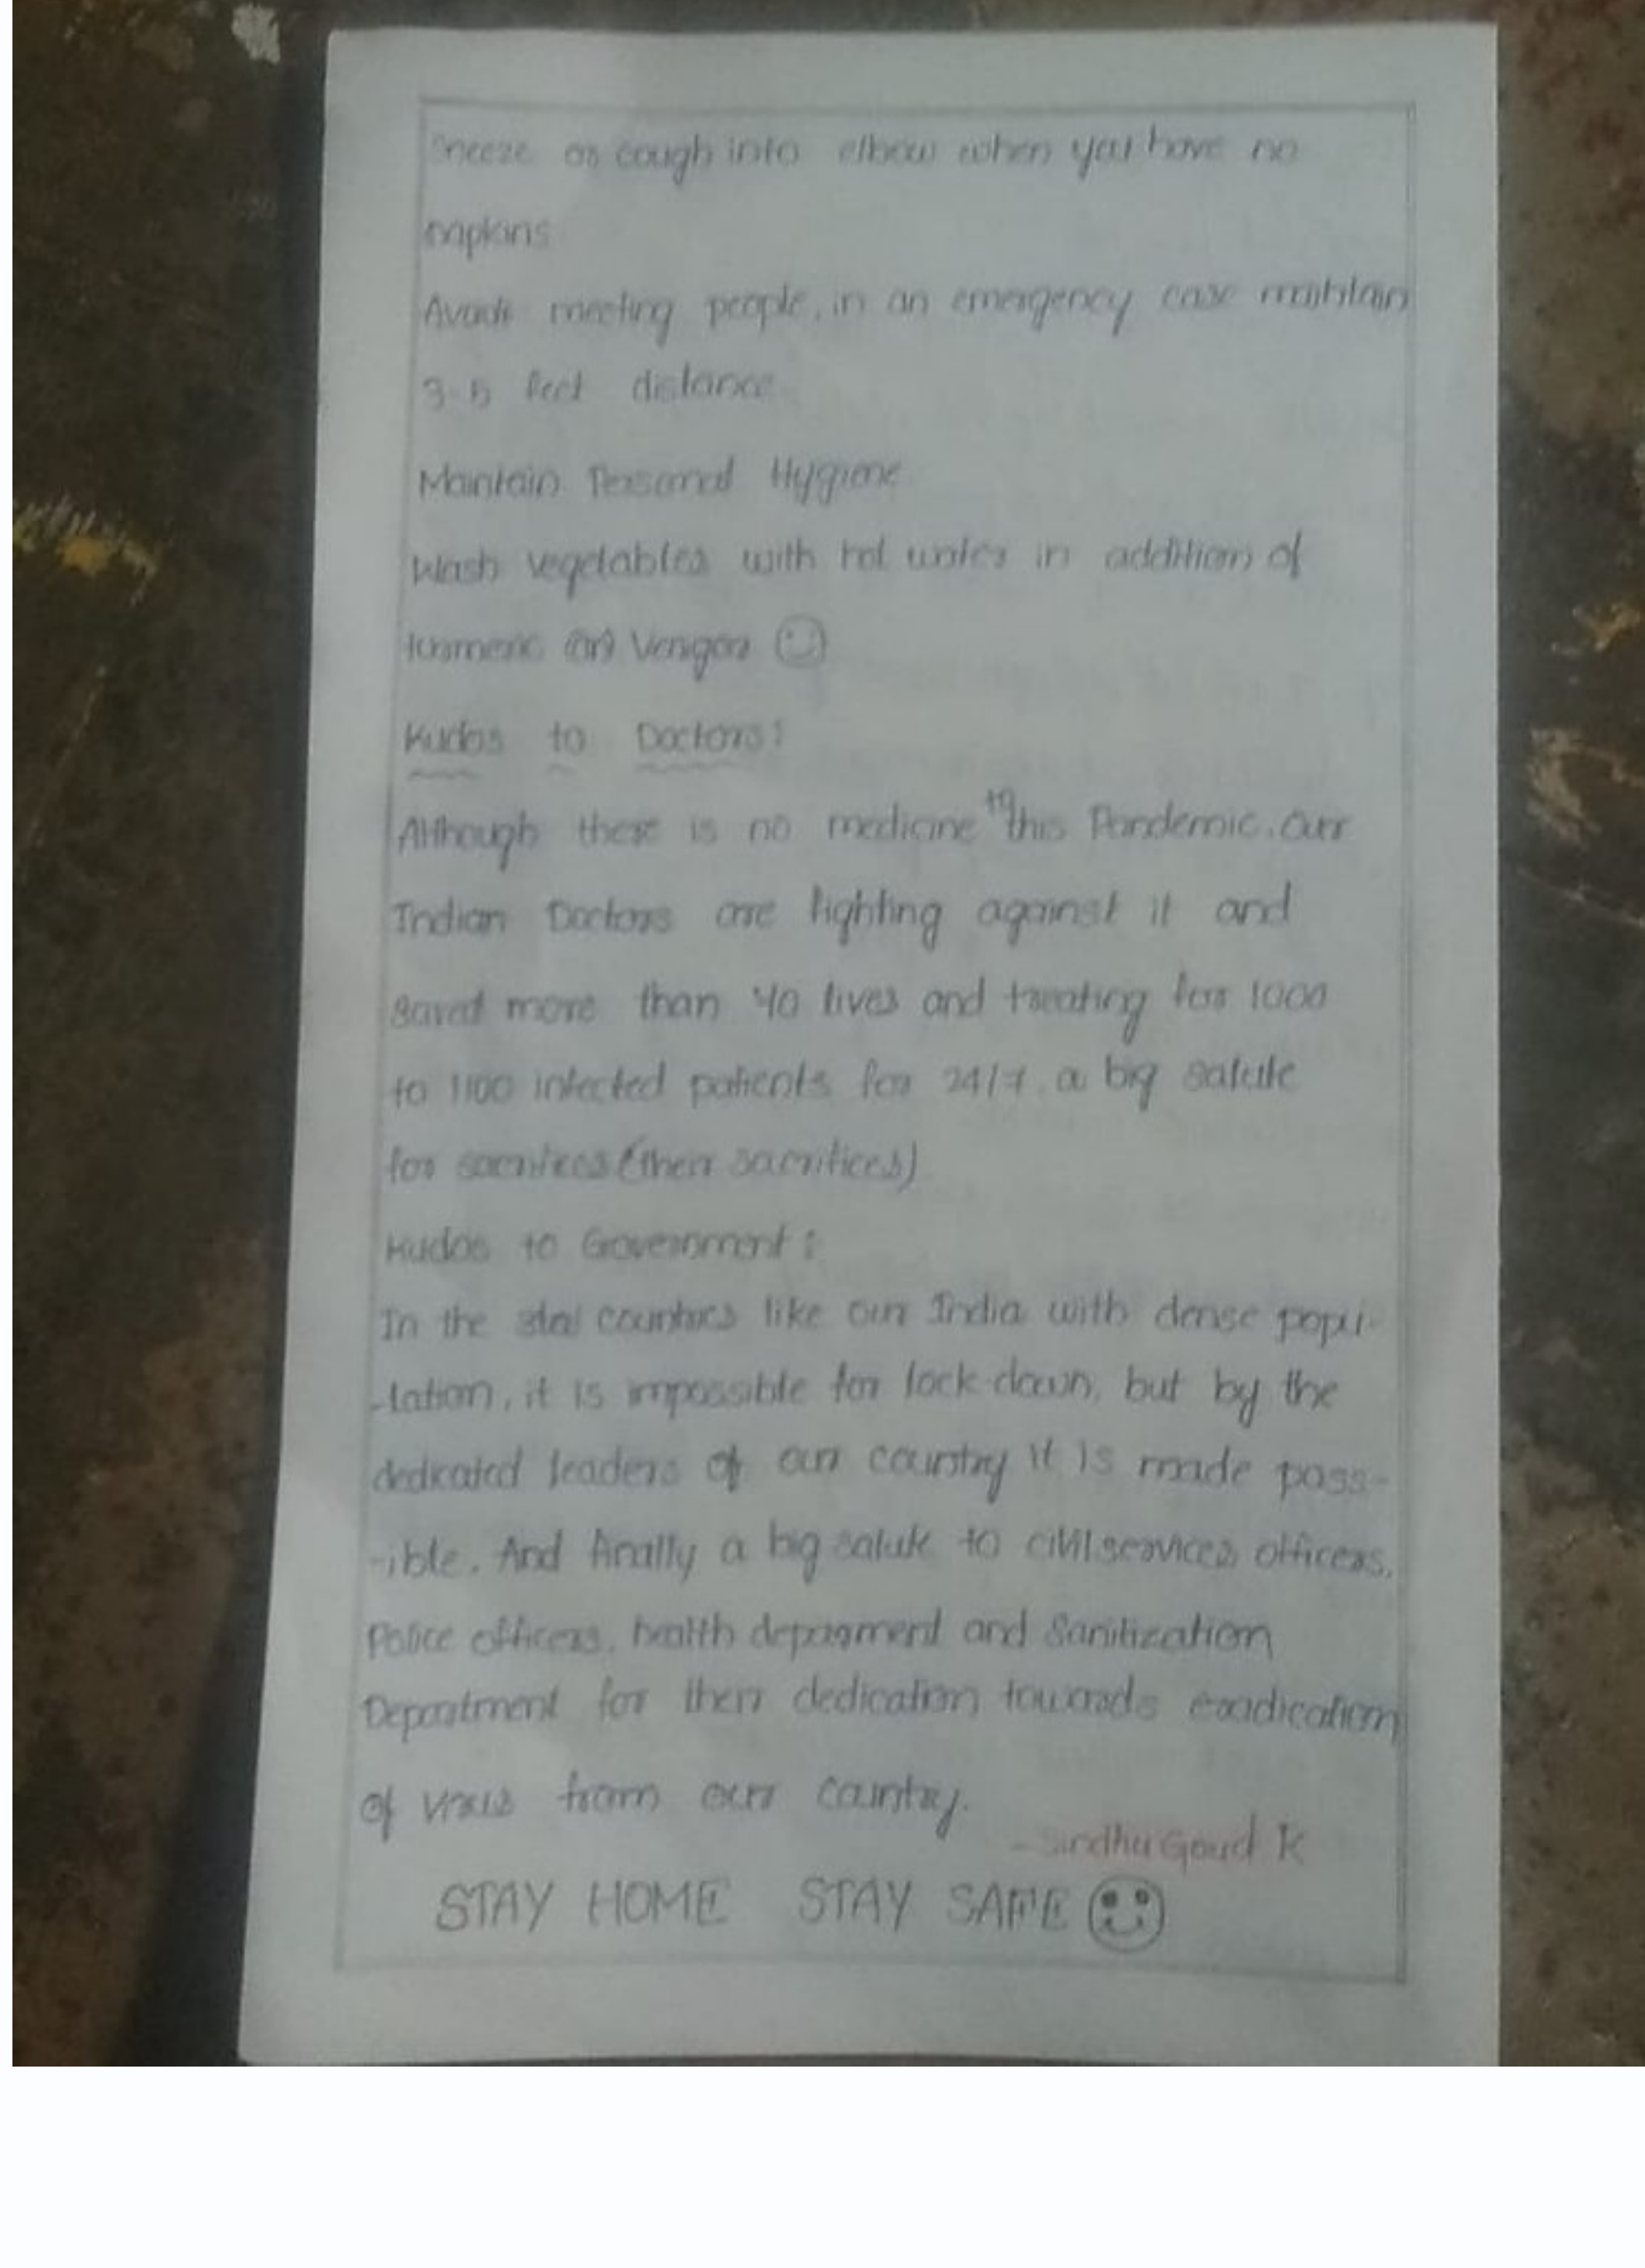 Sneeze or cough into elbow when you have no
napkins
Avoid meeting people, in an emergency case maintain
3-5 feet distance
Maintain Personal Hygiene
Wash vegetables with hot water in addition of
turmeric (or) Venigar ☺
Kudos to Doctors:
Although there is no medicine to this Pandemic. Our
Indian Doctors are fighting against it and
Saved more than 40 lives and treating for 1000
to 1100 infected patients for 24/7. a big salute
for sacrifices (their sacrifices)
Kudos to Government:
In the countries like our India with dense popu-
-lation, it is impossible for lock-down, but by the
dedicated leaders of our country it is made poss-
-ible. And finally a big salute to civil services officers,
Police officers, health deparment and Sanitization
Department for their dedication towards eradication
of virus from our country.
- Sindhu Goud K
STAY HOME STAY SAFE ☺